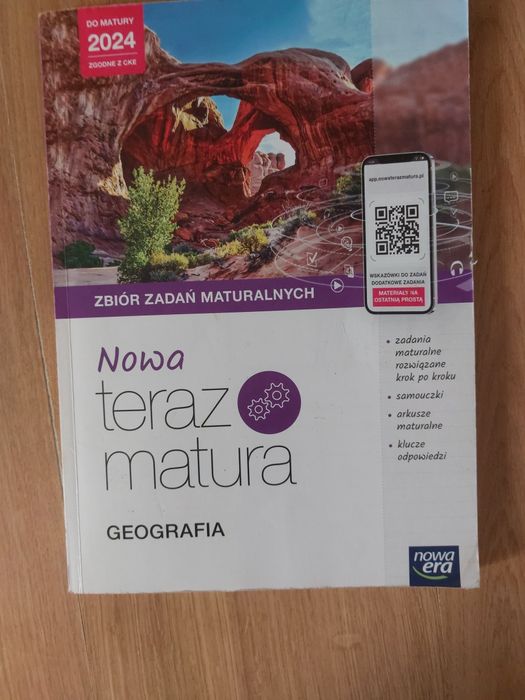 DO MATURY
2024
ZGODNE Z CKE
app.nowaterazmatura.pl
WSKAZÓWKI DO ZADAŃ
DODATKOWE ZADANIA
MATERIAŁY NA
OSTATNIĄ PROSTĄ
ZBIÓR ZADAŃ MATURALNYCH
Nowa
teraz
matura
GEOGRAFIA
• zadania
maturalne
rozwiązane
krok po kroku
• samouczki
• arkusze
maturalne
• klucze
odpowiedzi
nowa
era